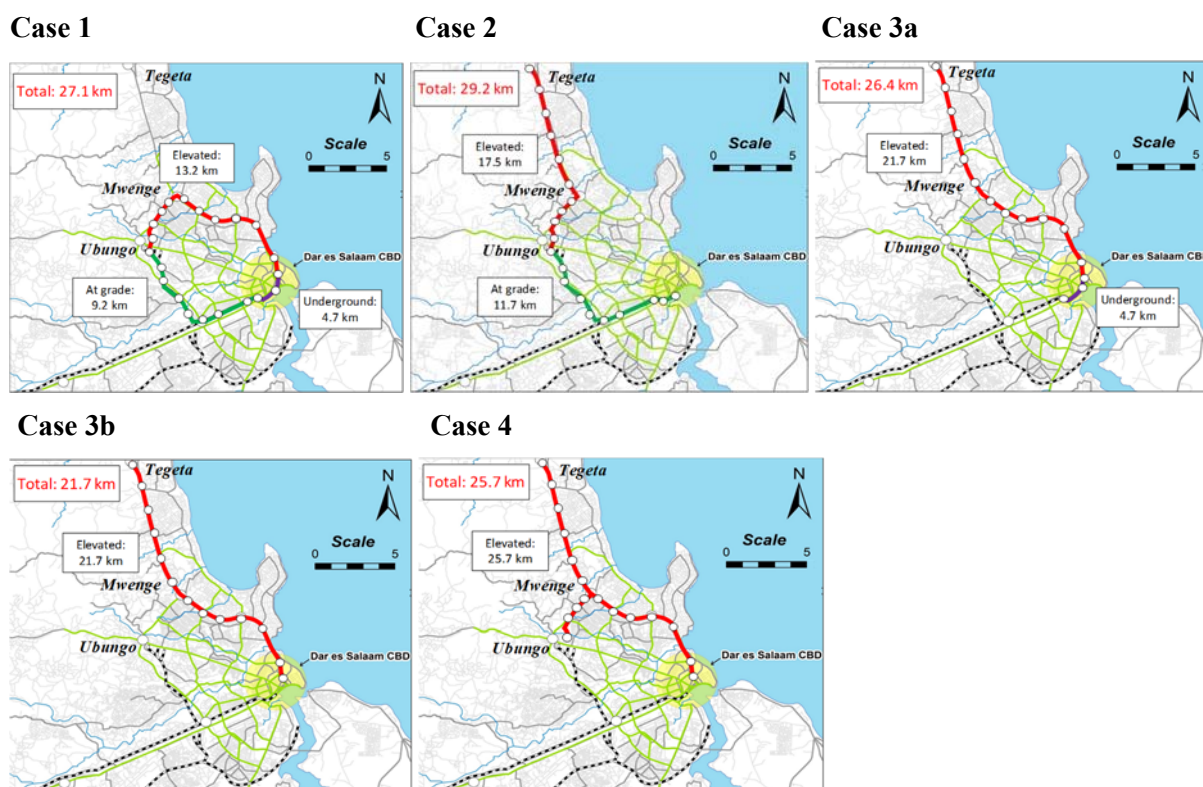 Case 1
Total: 27.1 km
Tegeta
N
Elevated:
13.2 km
Scale
0 5
Mwenge
Ubungo
Dar es Salaam CBD
At grade:
9.2 km
Underground:
4.7 km
Case 2
Total: 29.2 km
Tegeta
N
Elevated:
17.5 km
Scale
0 5
Mwenge
Ubungo
Dar es Salaam CBD
At grade:
11.7 km
Case 3a
Total: 26.4 km
Tegeta
N
Elevated:
21.7 km
Scale
0 5
Mwenge
Ubungo
Dar es Salaam CBD
Underground:
4.7 km
Case 3b
Total: 21.7 km
Tegeta
N
Elevated:
21.7 km
Scale
0 5
Mwenge
Ubungo
Dar es Salaam CBD
Case 4
Total: 25.7 km
Tegeta
N
Elevated:
25.7 km
Scale
0 5
Mwenge
Ubungo
Dar es Salaam CBD